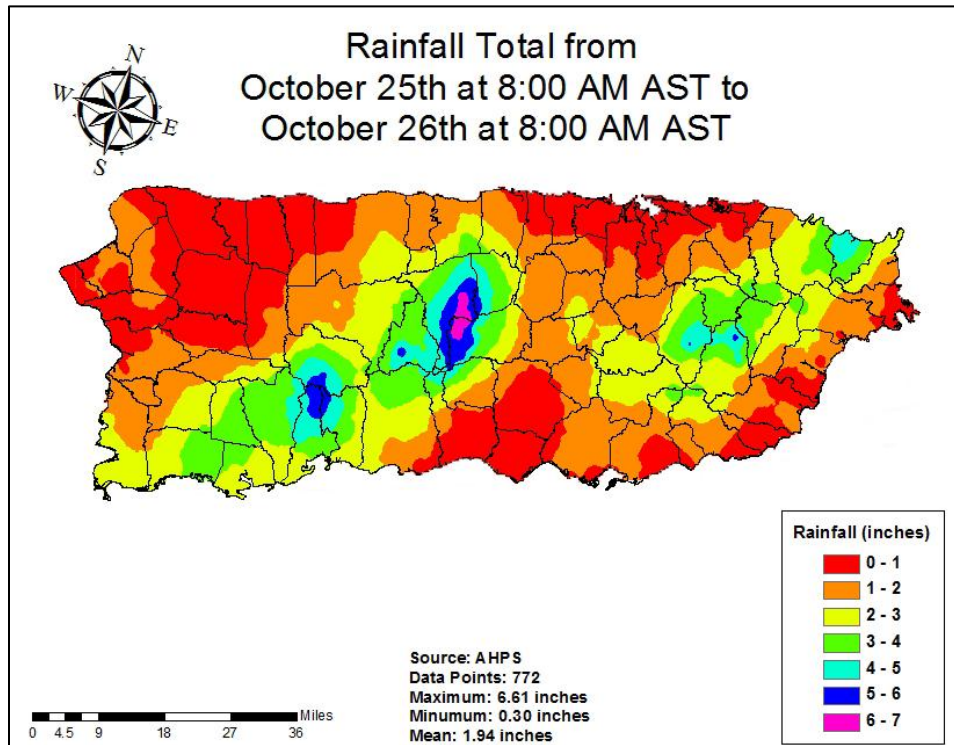 Rainfall Total from
October 25th at 8:00 AM AST to
October 26th at 8:00 AM AST
N
W
E
S
Rainfall (inches)
0 - 1
1 - 2
2 - 3
3 - 4
4 - 5
5 - 6
6 - 7
Source: AHPS
Data Points: 772
Maximum: 6.61 inches
Minumum: 0.30 inches
Mean: 1.94 inches
Miles
0 4.5 9 18 27 36